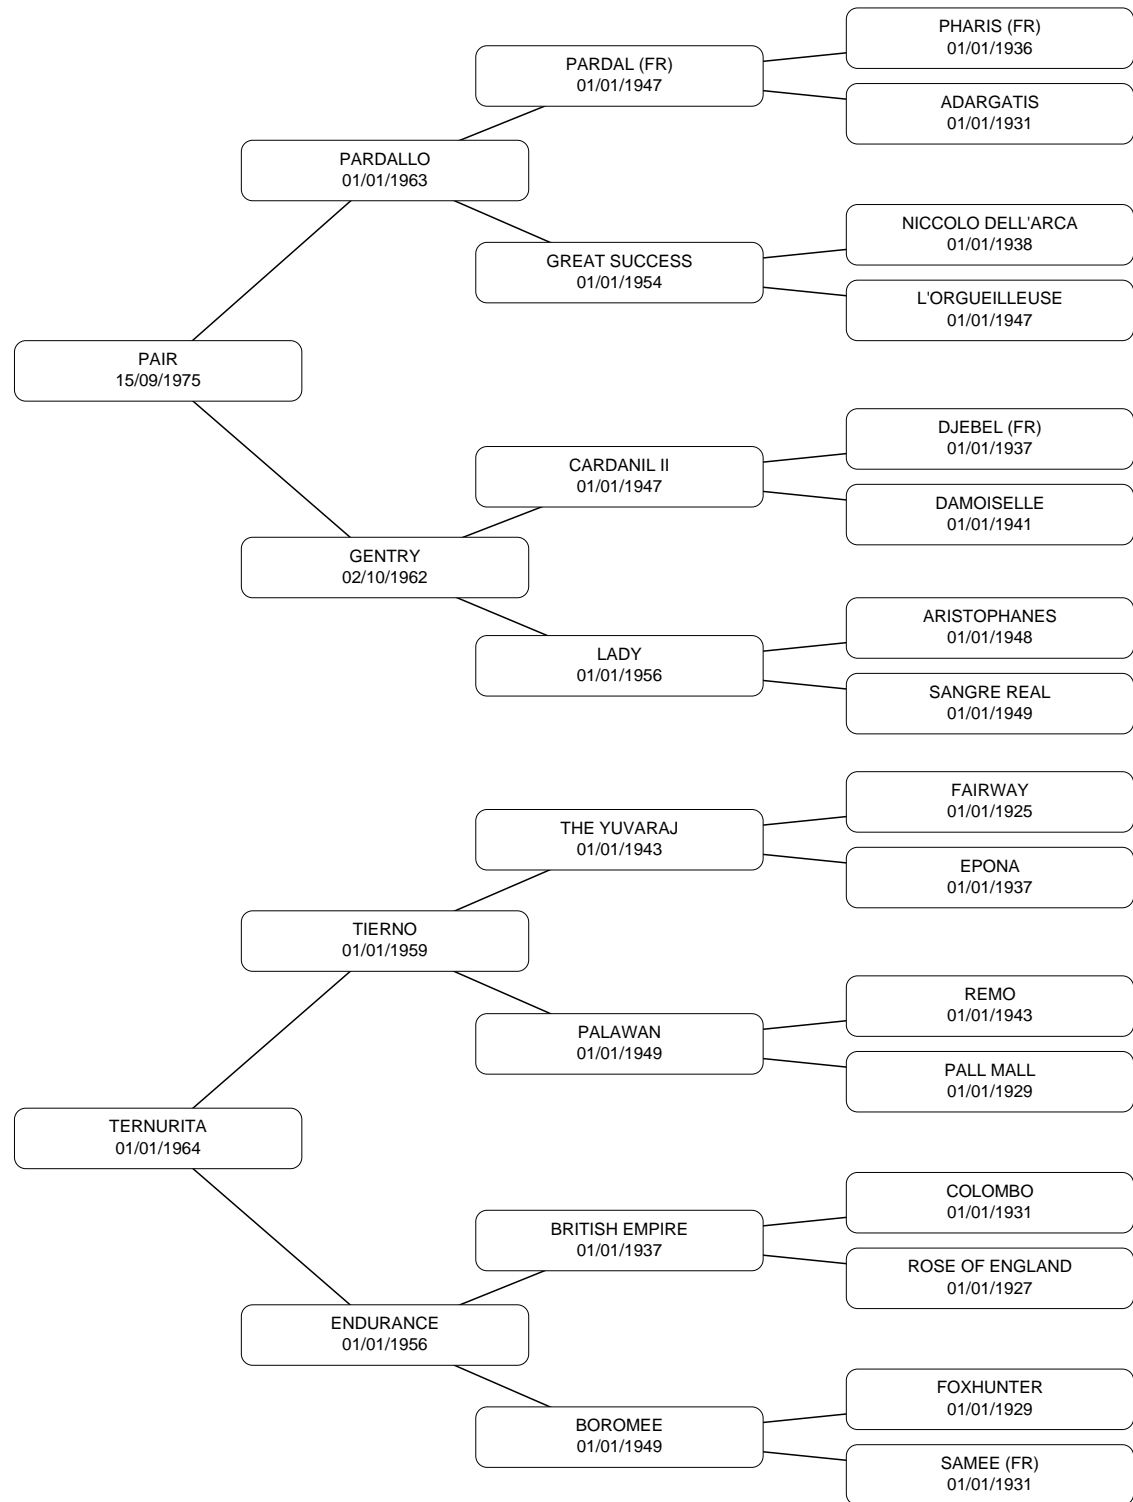 PHARIS (FR)
01/01/1936
PARDAL (FR)
01/01/1947
ADARGATIS
01/01/1931
PARDALLO
01/01/1963
NICCOLO DELL'ARCA
01/01/1938
GREAT SUCCESS
01/01/1954
L'ORGUEILLEUSE
01/01/1947
PAIR
15/09/1975
DJEBEL (FR)
01/01/1937
CARDANIL II
01/01/1947
DAMOISELLE
01/01/1941
GENTRY
02/10/1962
ARISTOPHANES
01/01/1948
LADY
01/01/1956
SANGRE REAL
01/01/1949
FAIRWAY
01/01/1925
THE YUVARAJ
01/01/1943
EPONA
01/01/1937
TIERNO
01/01/1959
REMO
01/01/1943
PALAWAN
01/01/1949
PALL MALL
01/01/1929
TERNURITA
01/01/1964
COLOMBO
01/01/1931
BRITISH EMPIRE
01/01/1937
ROSE OF ENGLAND
01/01/1927
ENDURANCE
01/01/1956
FOXHUNTER
01/01/1929
BOROMEE
01/01/1949
SAMEE (FR)
01/01/1931